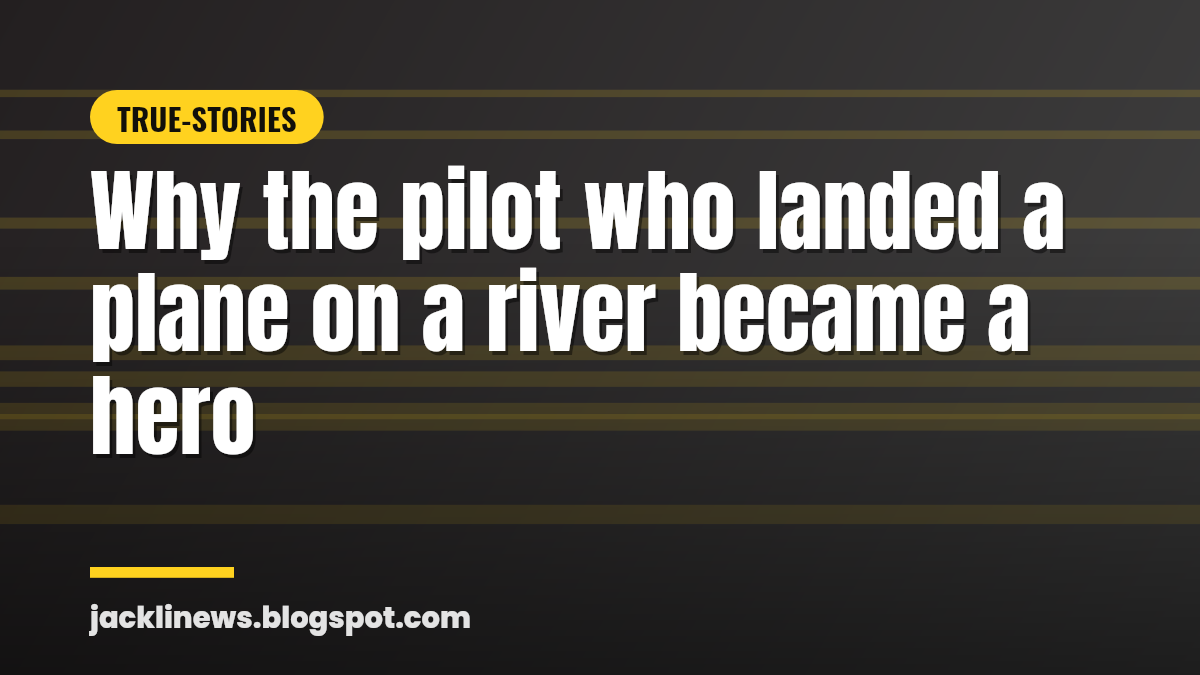 TRUE-STORIES
Why the pilot who landed a
plane on a river became a
hero
jacklinews.blogspot.com